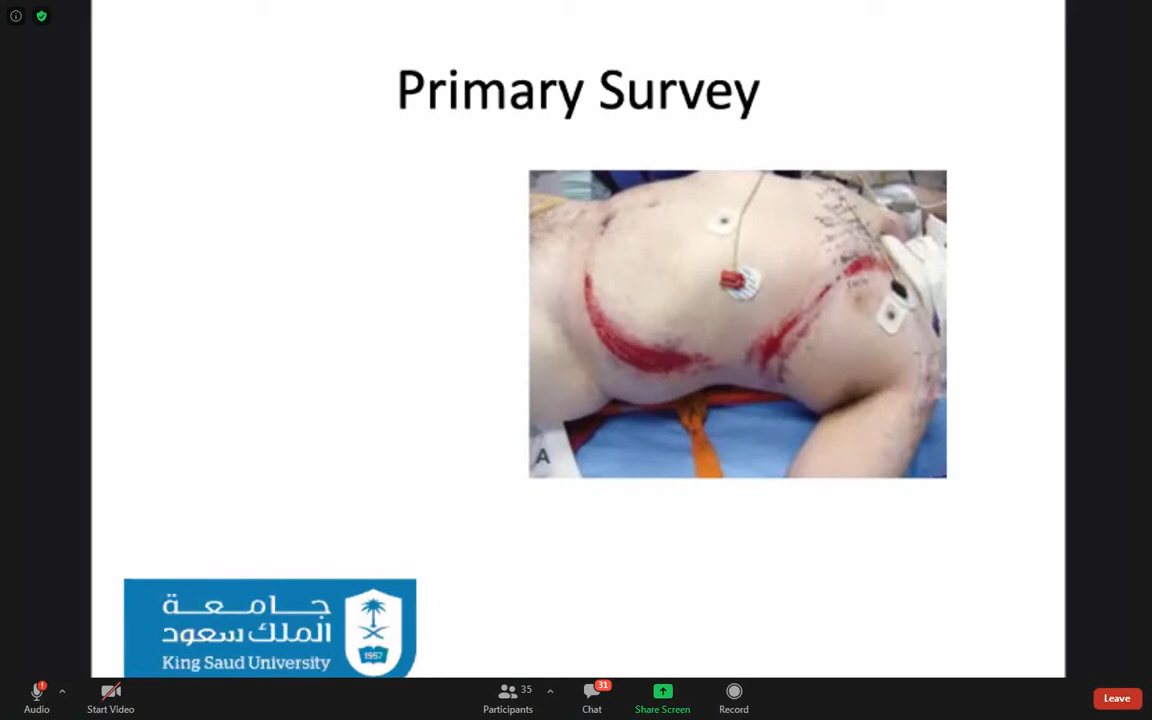 Primary Survey
A
جامعة
الملك سعود
King Saud University
1957
Audio
Start Video
35
Participants
31
Chat
Share Screen
Record
Leave